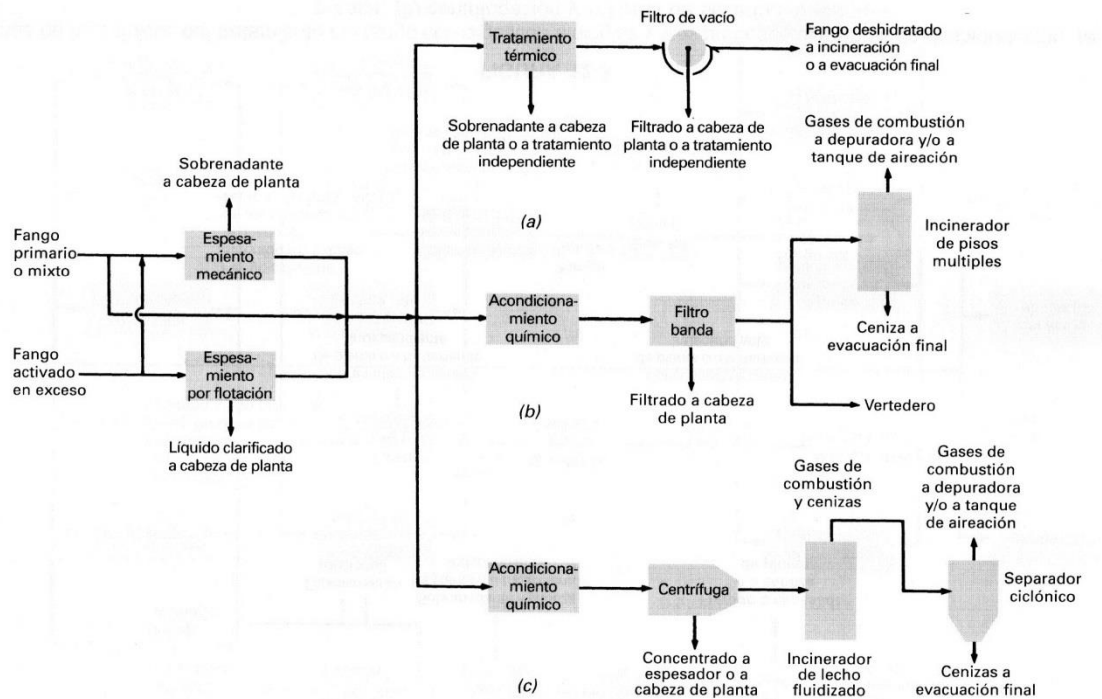 Tratamiento
térmico
Filtro de
vacío
Fango deshidratado
a incineración
o a evacuación final
Sobrenadante a cabeza
de planta o a tratamiento
independiente
Filtrado a cabeza de
planta o a tratamiento
independiente
(a)
Gases de combustión
a depuradora y/o a
tanque de aireación
Sobrenadante
a cabeza de planta
Fango
primario
o mixto
Espesa-
miento
mecánico
Incinerador
de pisos
multiples
Acondiciona-
miento
químico
Filtro
banda
Ceniza a
evacuación final
Fango
activado
en exceso
Espesa-
miento
por flotación
Filtrado a cabeza
de planta
(b)
Vertedero
Líquido clarificado
a cabeza de planta
Gases de
combustión
y cenizas
Gases de
combustión
a depuradora
y/o a tanque
de aireación
Acondiciona-
miento
químico
Centrífuga
Separador
ciclónico
Concentrado a
espesador o a
cabeza de planta
Incinerador
de lecho
fluidizado
Cenizas a
evacuación final
(c)